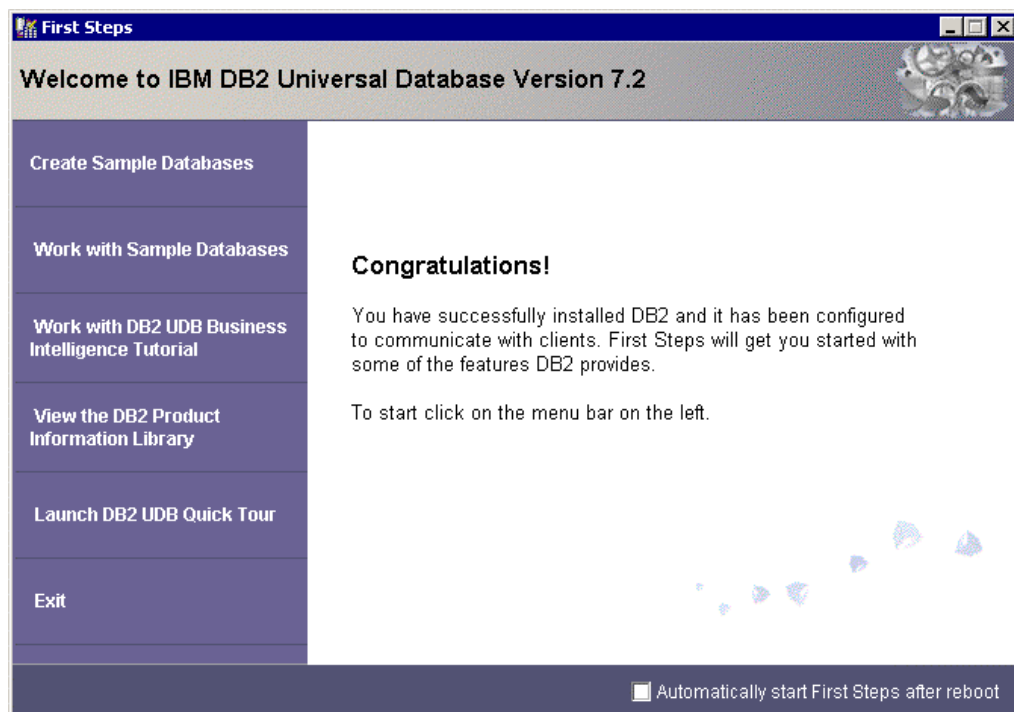 First Steps
Welcome to IBM DB2 Universal Database Version 7.2
Create Sample Databases
Work with Sample Databases
Work with DB2 UDB Business
Intelligence Tutorial
View the DB2 Product
Information Library
Launch DB2 UDB Quick Tour
Exit
Congratulations!
You have successfully installed DB2 and it has been configured
to communicate with clients. First Steps will get you started with
some of the features DB2 provides.
To start click on the menu bar on the left.
Automatically start First Steps after reboot